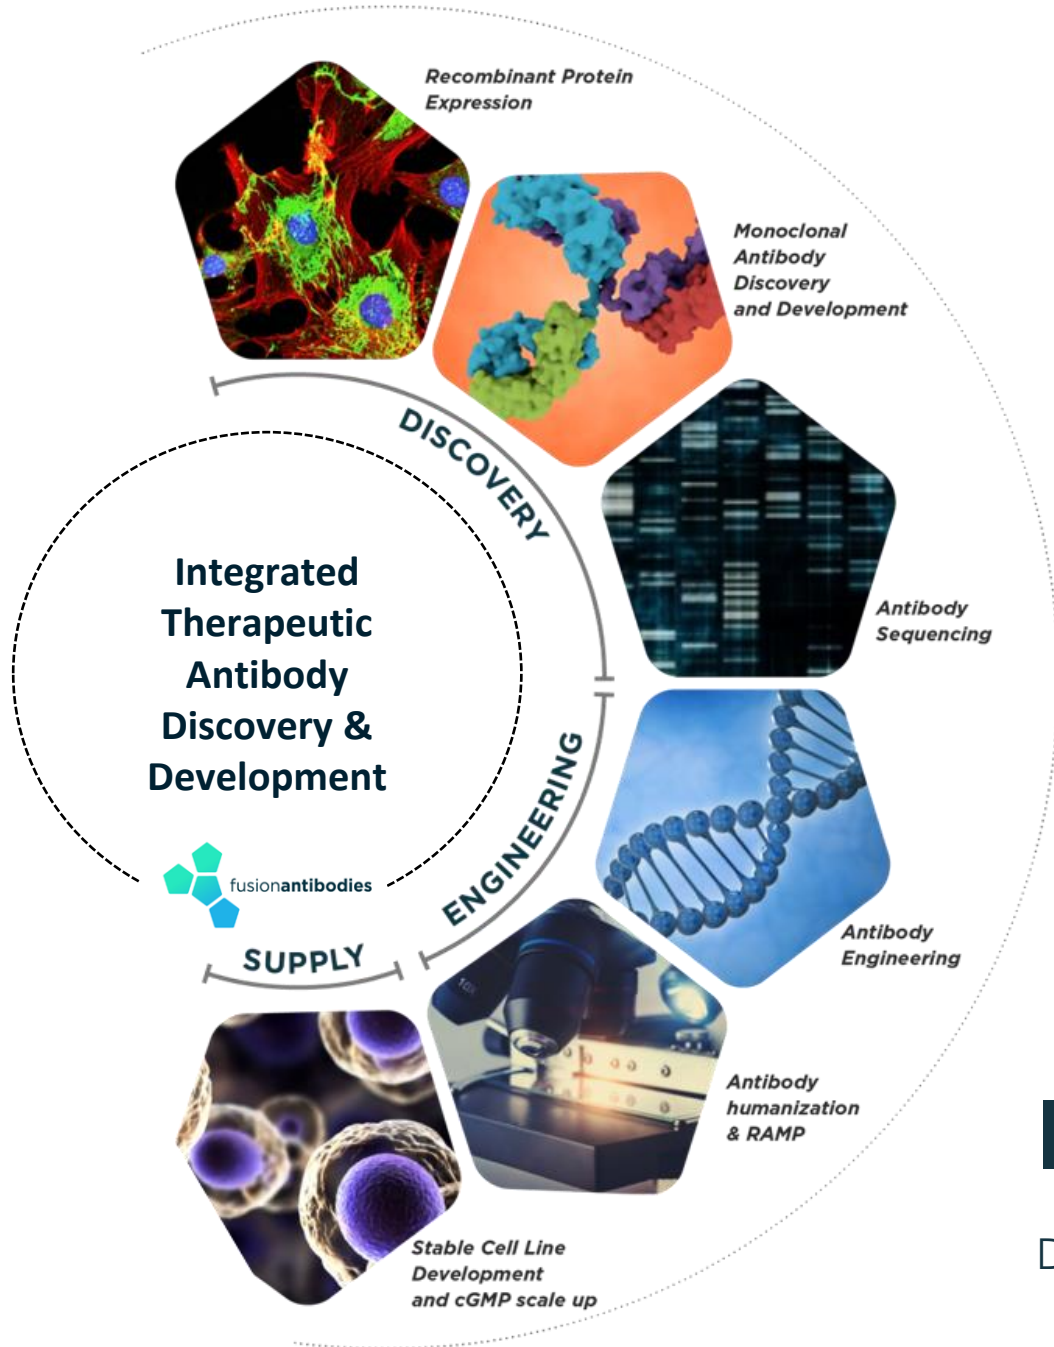 Recombinant Protein
Expression
Monoclonal
Antibody
Discovery
and Development
DISCOVERY
Antibody
Sequencing
Integrated
Therapeutic
Antibody
Discovery &
Development
fusionantibodies
ENGINEERING
Antibody
Engineering
SUPPLY
Antibody
humanization
& RAMP
Stable Cell Line
Development
and cGMP scale up